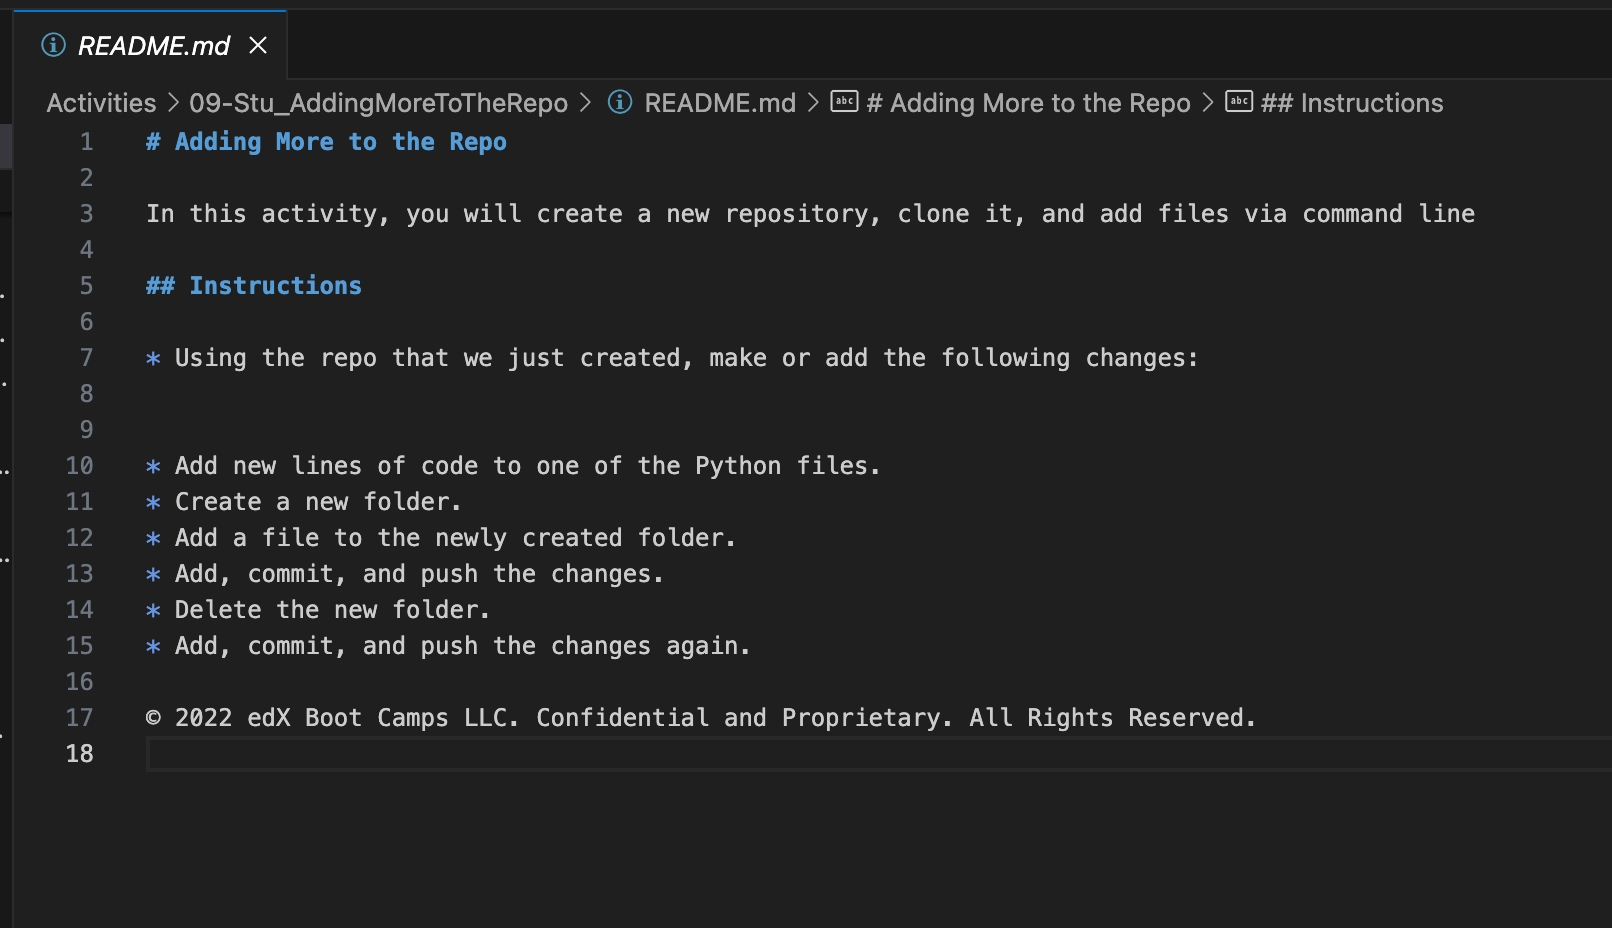 README.md
Activities > 09-Stu_AddingMoreToTheRepo > README.md > # Adding More to the Repo > ## Instructions
1 # Adding More to the Repo
2
3 In this activity, you will create a new repository, clone it, and add files via command line
4
5 ## Instructions
6
7 * Using the repo that we just created, make or add the following changes:
8
9
10 * Add new lines of code to one of the Python files.
11 * Create a new folder.
12 * Add a file to the newly created folder.
13 * Add, commit, and push the changes.
14 * Delete the new folder.
15 * Add, commit, and push the changes again.
16
17 © 2022 edX Boot Camps LLC. Confidential and Proprietary. All Rights Reserved.
18